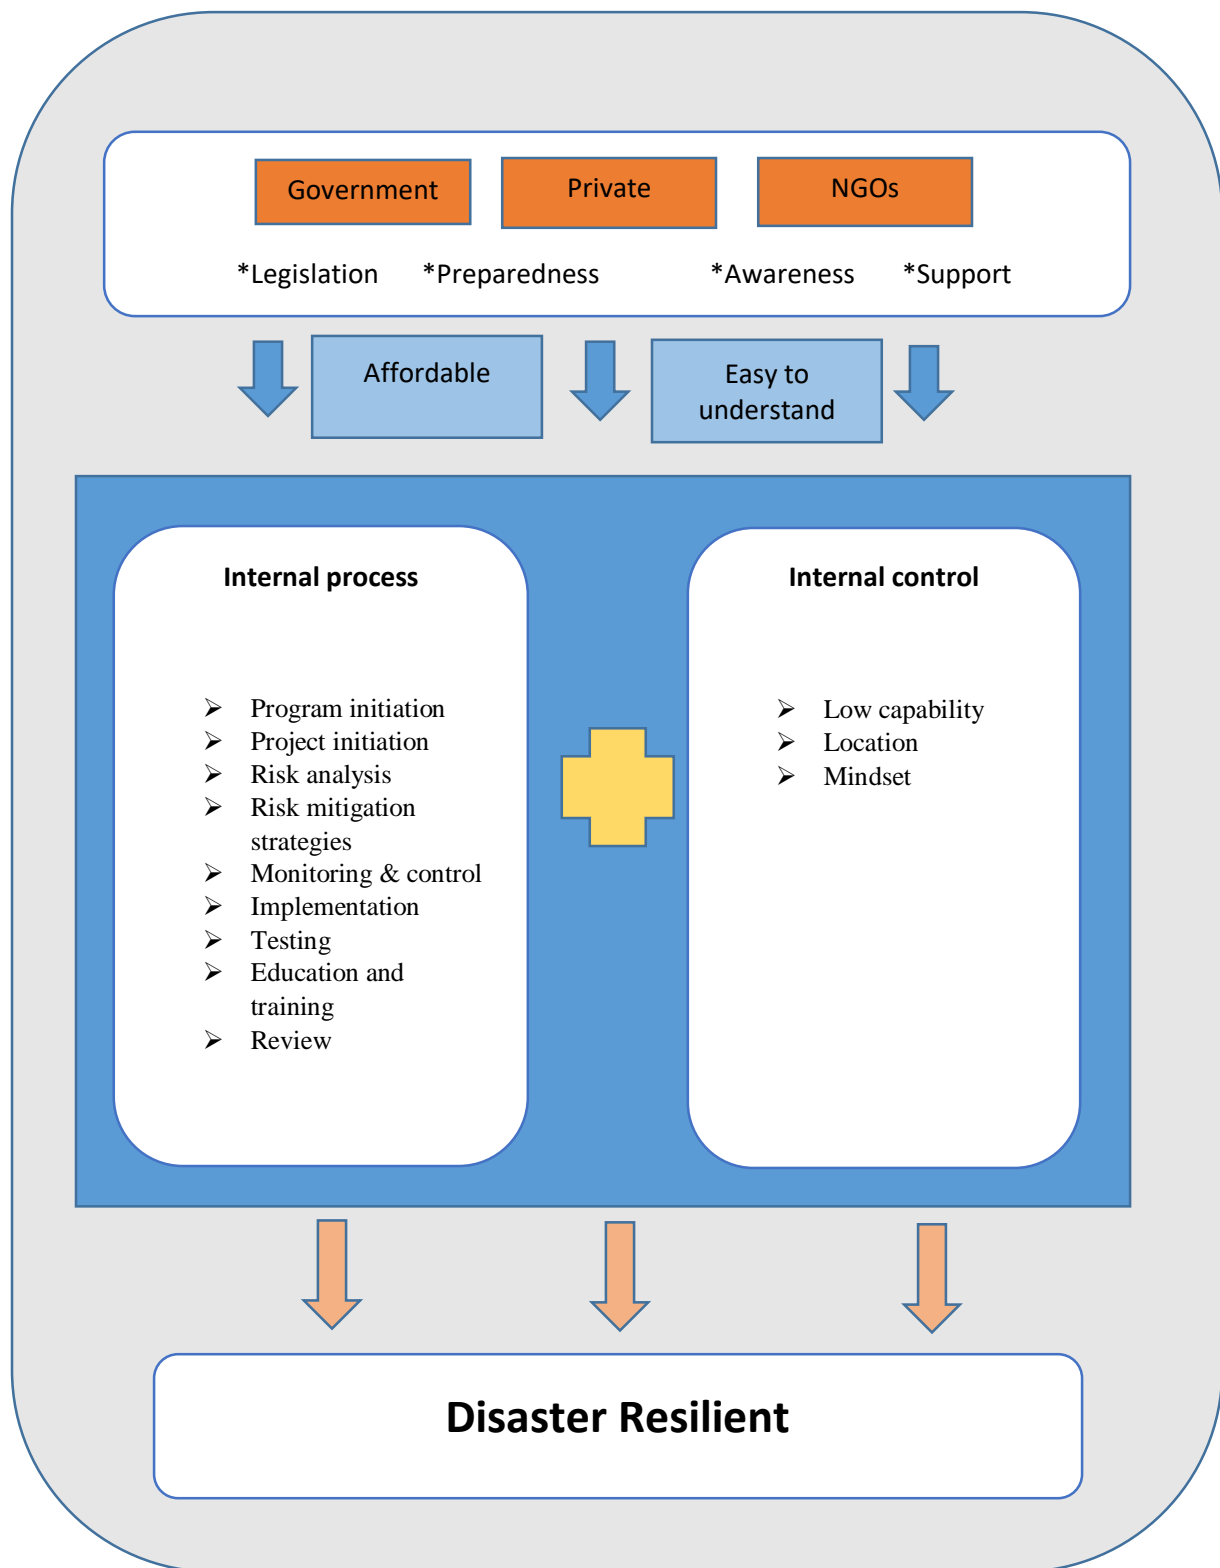 Government
Private
NGOs
*Legislation *Preparedness *Awareness *Support
Affordable
Easy to
understand
Internal process
➢ Program initiation
➢ Project initiation
➢ Risk analysis
➢ Risk mitigation
strategies
➢ Monitoring & control
➢ Implementation
➢ Testing
➢ Education and
training
➢ Review
Internal control
➢ Low capability
➢ Location
➢ Mindset
Disaster Resilient